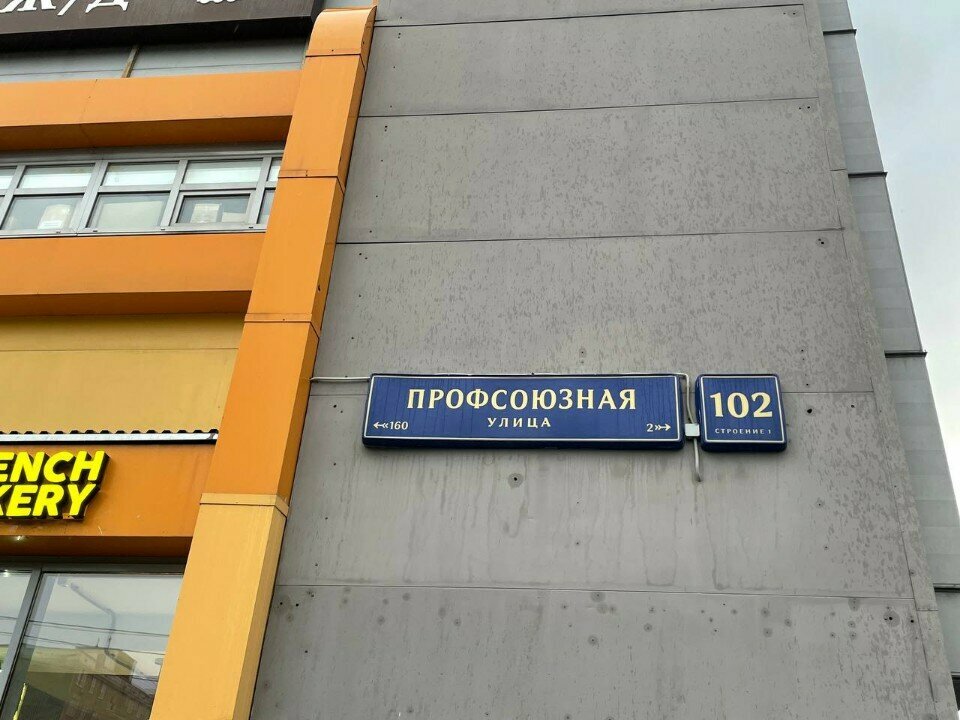 ПРОФСОЮЗНАЯ
УЛИЦА
160
2
102
СТРОЕНИЕ 1
ENCH
KERY